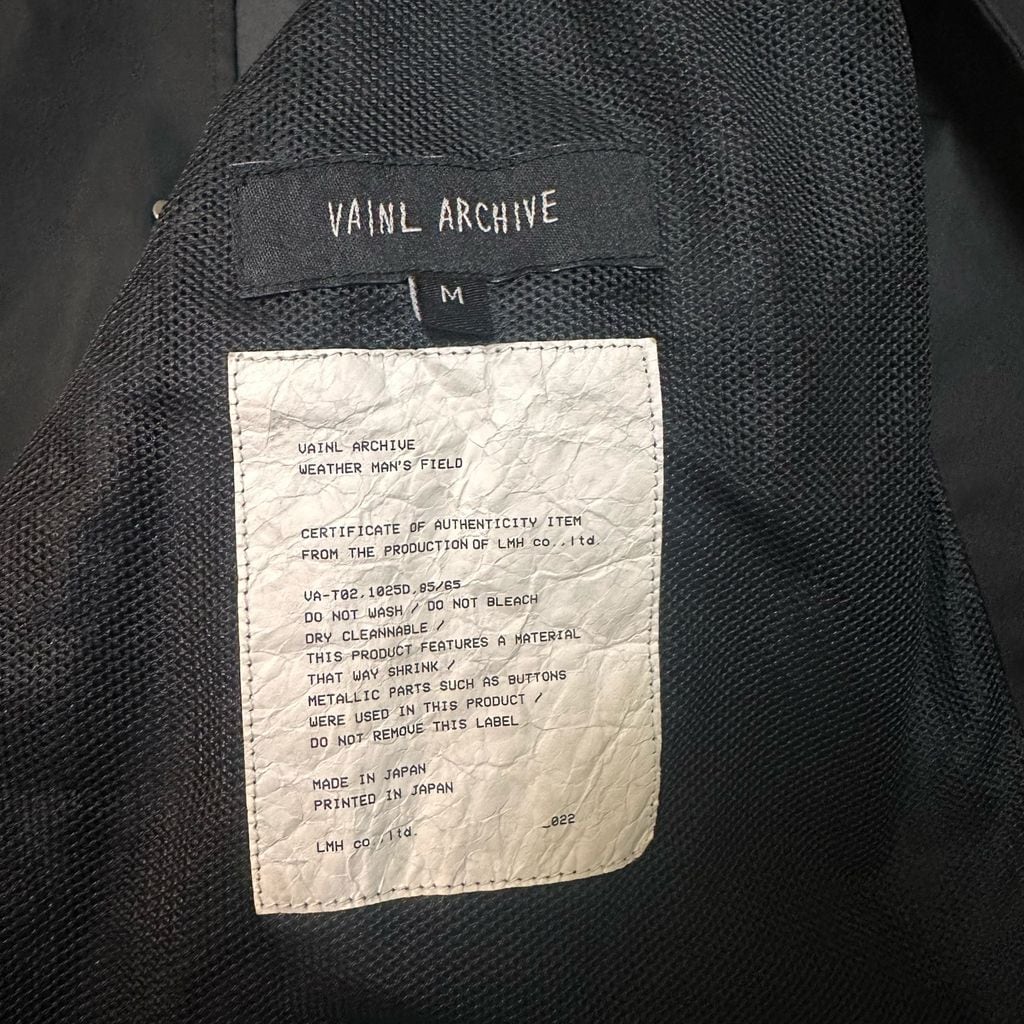 VAINL ARCHIVE
M
VAINL ARCHIVE
WEATHER MAN'S FIELD
CERTIFICATE OF AUTHENTICITY ITEM
FROM THE PRODUCTION OF LMH co.,ltd.
VA-T02,1025D,85/65
DO NOT WASH / DO NOT BLEACH
DRY CLEANNABLE /
THIS PRODUCT FEATURES A MATERIAL
THAT WAY SHRINK /
METALLIC PARTS SUCH AS BUTTONS
WERE USED IN THIS PRODUCT /
DO NOT REMOVE THIS LABEL
MADE IN JAPAN
PRINTED IN JAPAN
LMH co.,ltd. _022